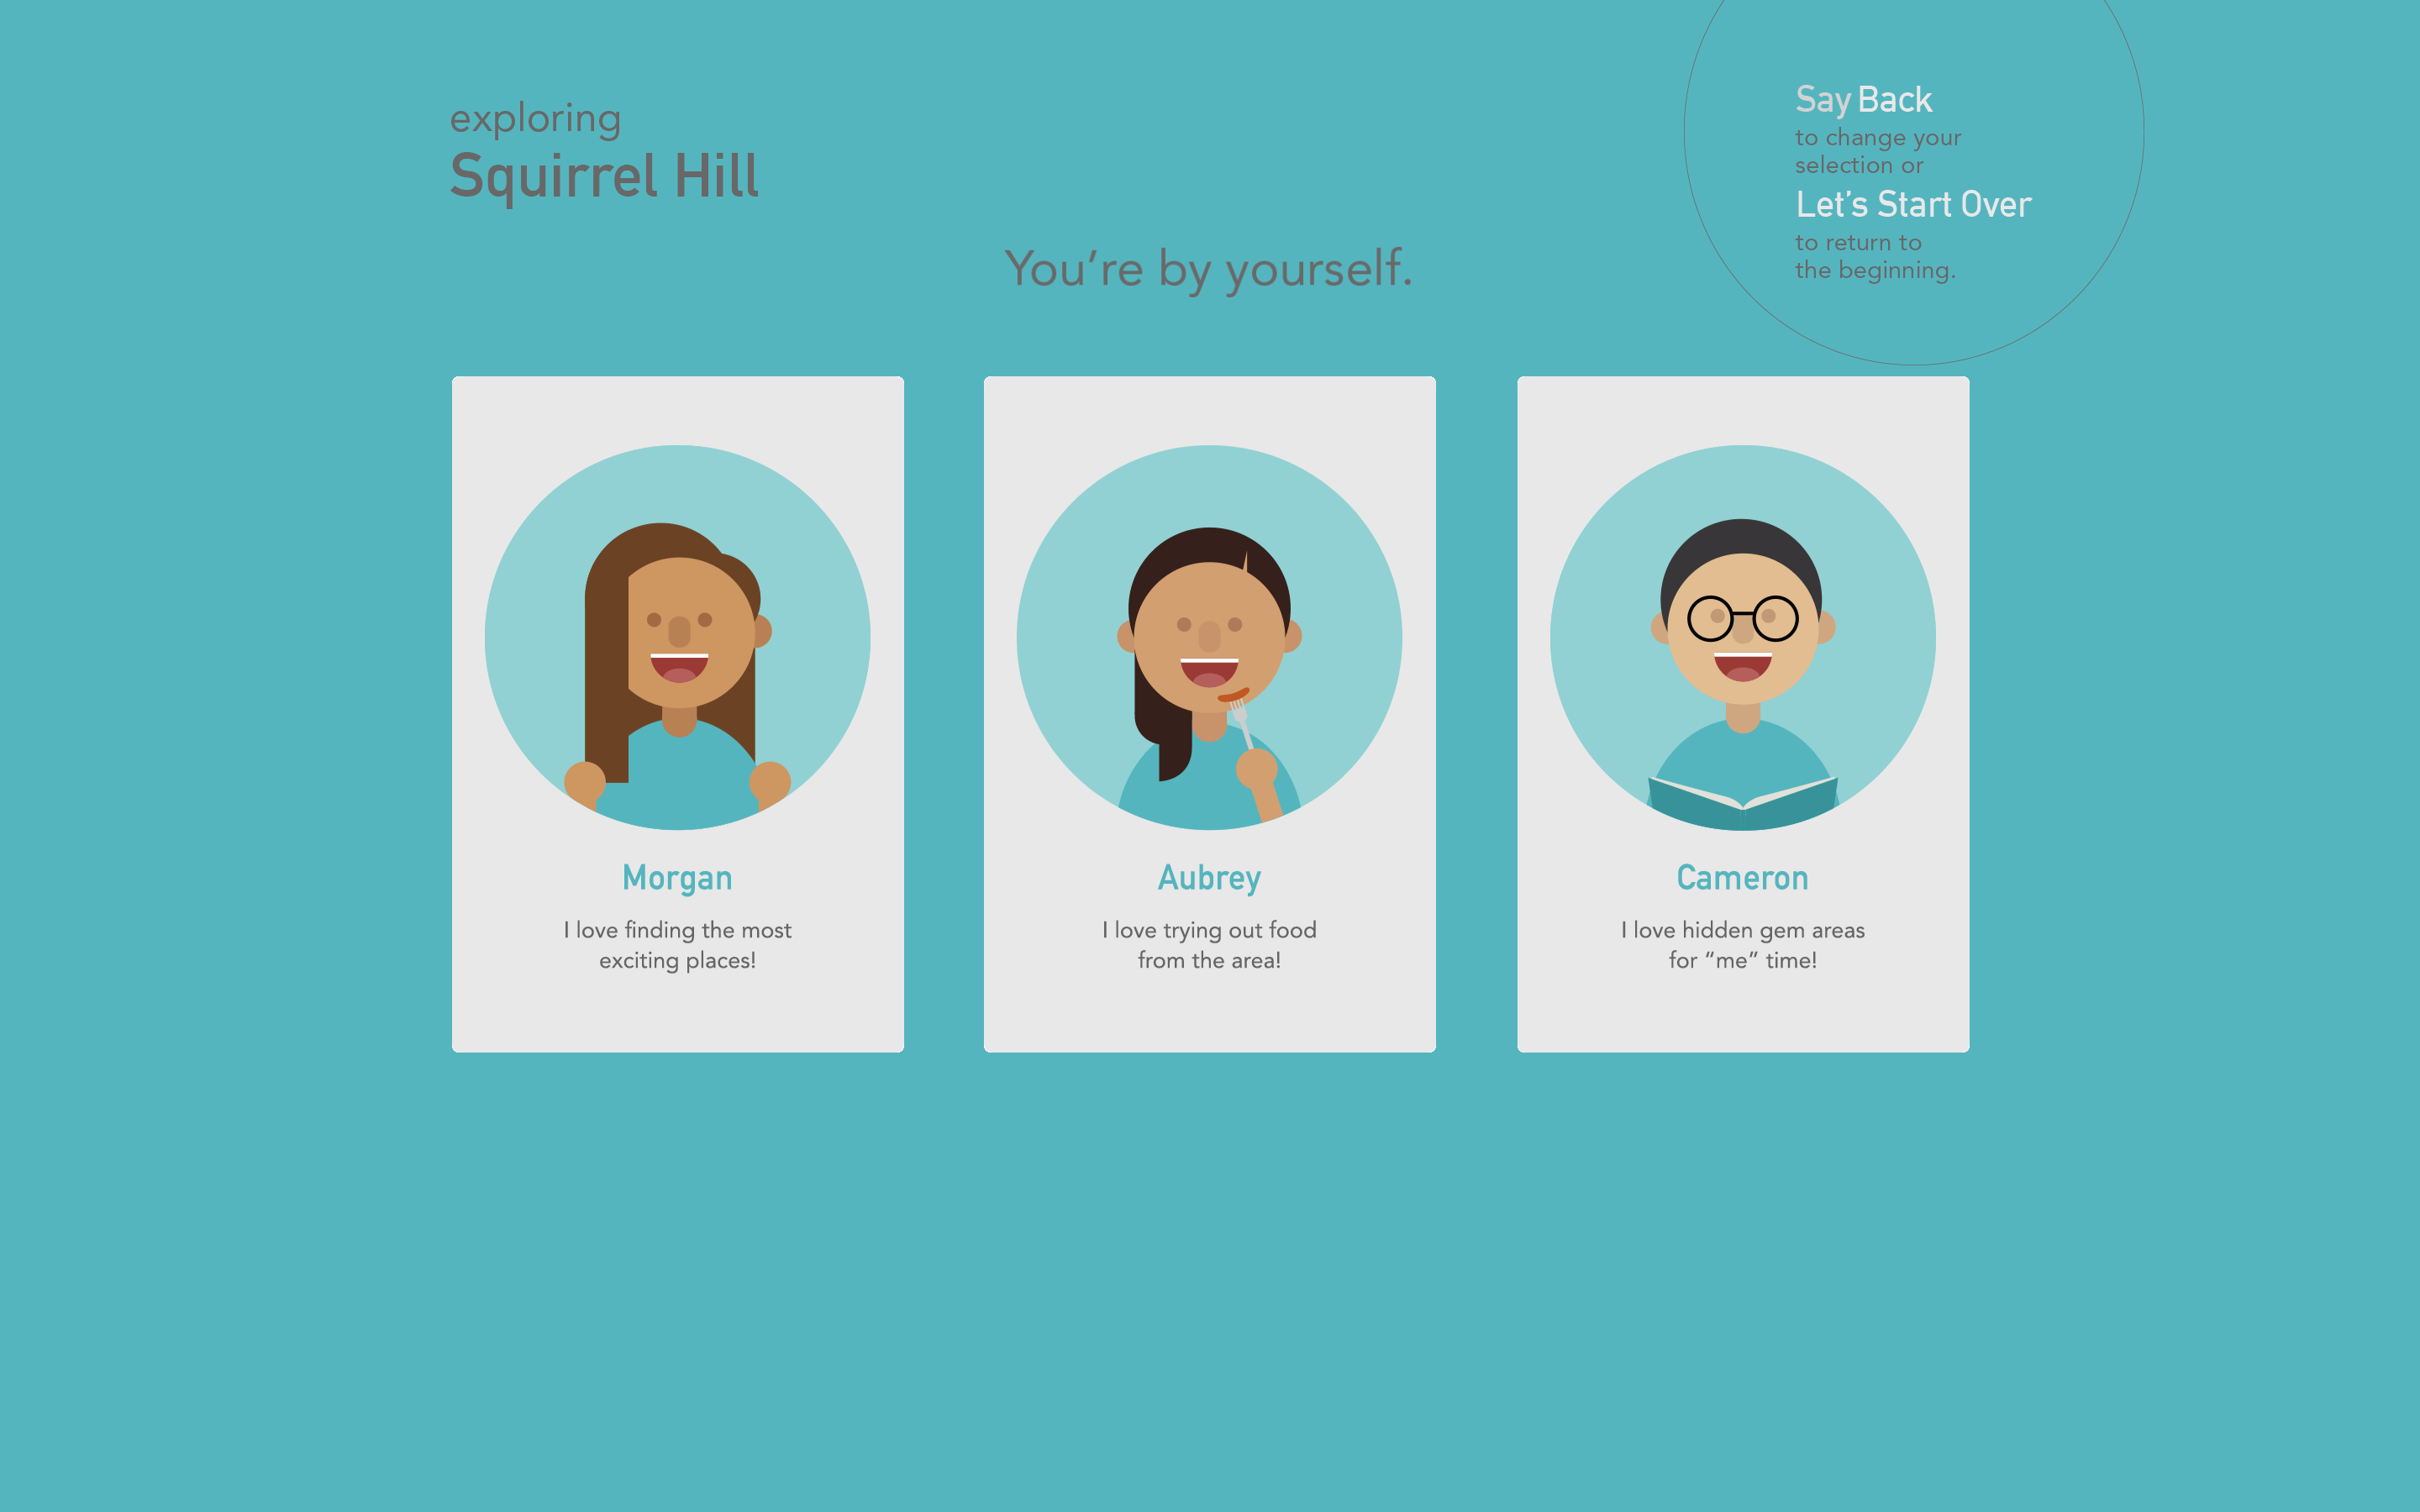 exploring
Squirrel Hill
Say Back
to change your
selection or
Let's Start Over
to return to
the beginning.
You're by yourself.
Morgan
I love finding the most
exciting places!
Aubrey
I love trying out food
from the area!
Cameron
I love hidden gem areas
for “me” time!